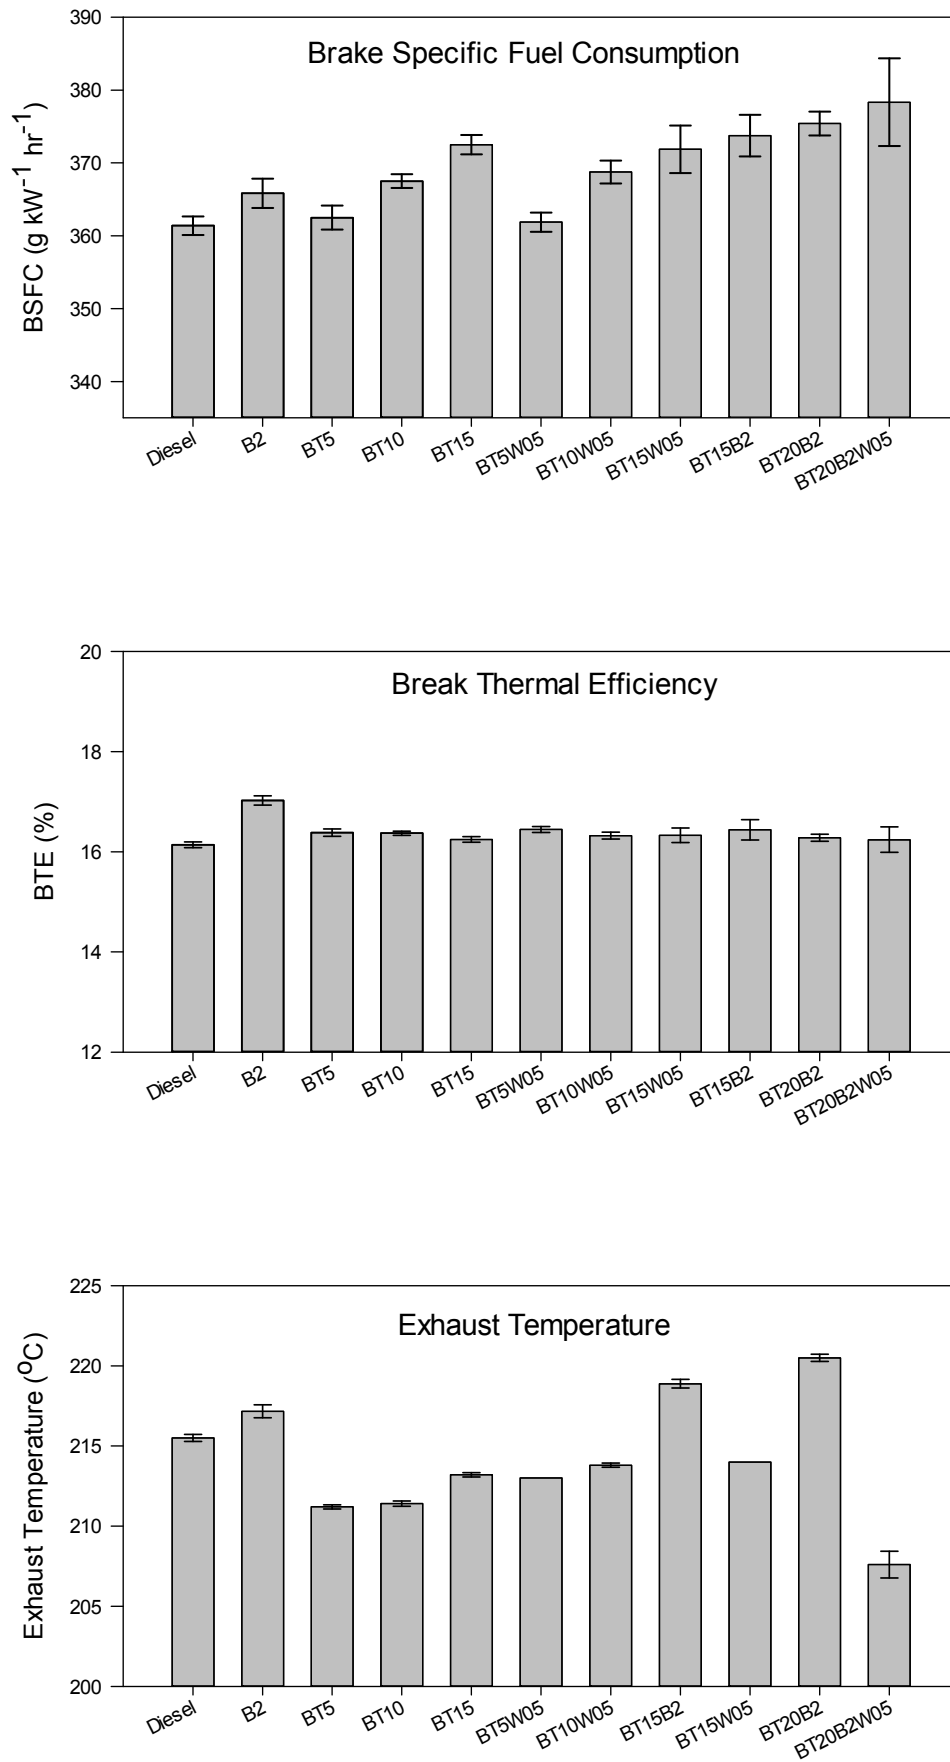 Brake Specific Fuel Consumption
BSFC (g kW-1 hr-1)
390
380
370
360
350
340
Diesel
B2
BT5
BT10
BT15
BT5W05
BT10W05
BT15W05
BT15B2
BT20B2
BT20B2W05
Break Thermal Efficiency
BTE (%)
20
18
16
14
12
Diesel
B2
BT5
BT10
BT15
BT5W05
BT10W05
BT15W05
BT15B2
BT20B2
BT20B2W05
Exhaust Temperature
Exhaust Temperature (oC)
225
220
215
210
205
200
Diesel
B2
BT5
BT10
BT15
BT5W05
BT10W05
BT15B2
BT15W05
BT20B2
BT20B2W05